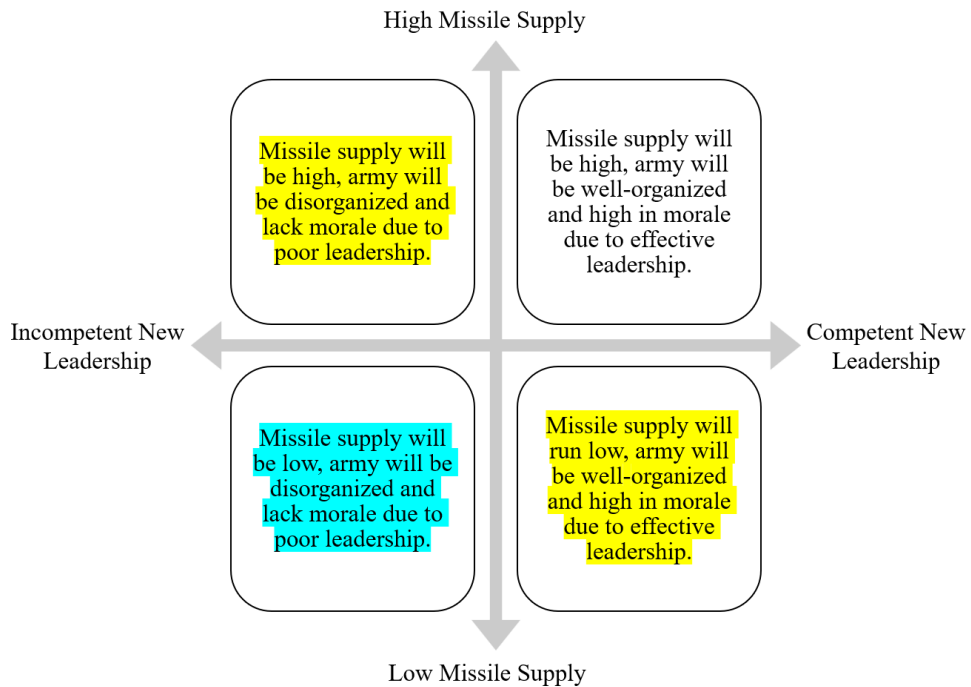 High Missile Supply
Missile supply will
be high, army will
be disorganized and
lack morale due to
poor leadership.
Missile supply will
be high, army will
be well-organized
and high in morale
due to effective
leadership.
Incompetent New
Leadership
Competent New
Leadership
Missile supply will
be low, army will be
disorganized and
lack morale due to
poor leadership.
Missile supply will
run low, army will
be well-organized
and high in morale
due to effective
leadership.
Low Missile Supply